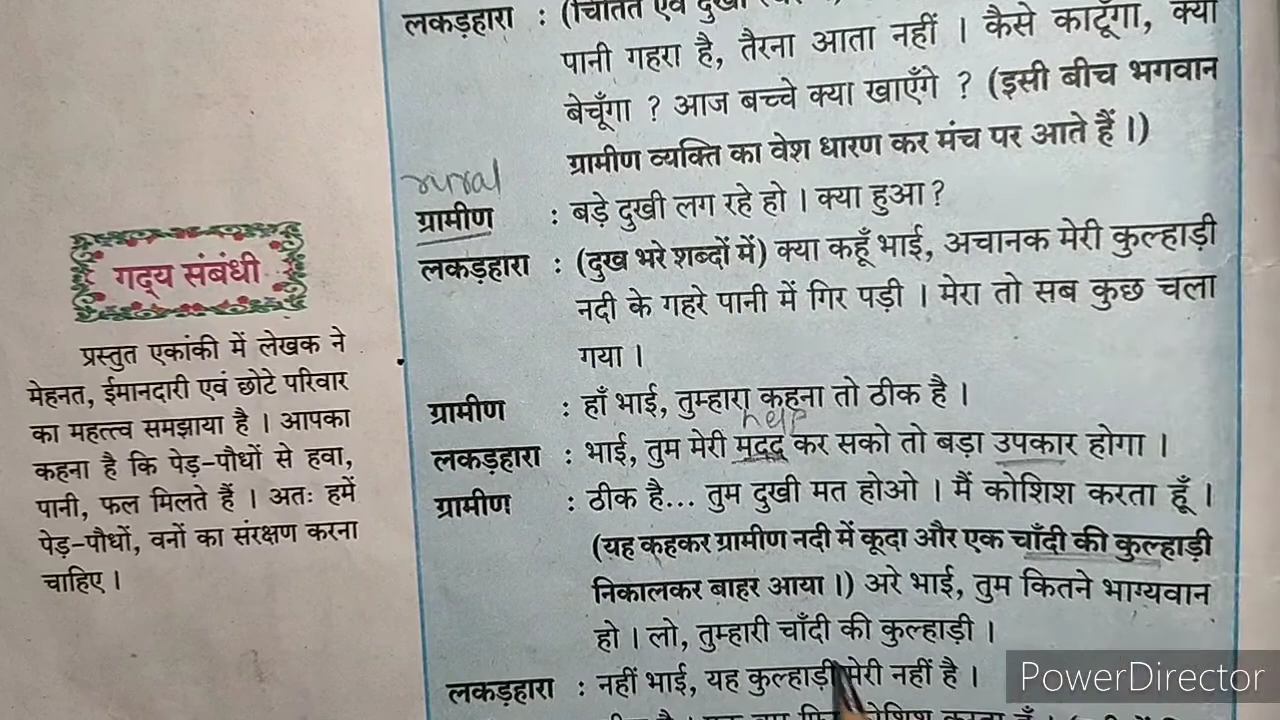 लकड़हारा : (चिंतित एवं दुखी
पानी गहरा है, तैरना आता नहीं । कैसे काटूँगा, क्या
बेचूँगा ? आज बच्चे क्या खाएँगे ? (इसी बीच भगवान
ग्रामीण व्यक्ति का वेश धारण कर मंच पर आते हैं ।)
rural
ग्रामीण : बड़े दुखी लग रहे हो । क्या हुआ ?
लकड़हारा : (दुख भरे शब्दों में) क्या कहूँ भाई, अचानक मेरी कुल्हाड़ी
नदी के गहरे पानी में गिर पड़ी । मेरा तो सब कुछ चला
गया ।
ग्रामीण : हाँ भाई, तुम्हारा कहना तो ठीक है ।
help
लकड़हारा : भाई, तुम मेरी मदद कर सको तो बड़ा उपकार होगा ।
ग्रामीण : ठीक है... तुम दुखी मत होओ । मैं कोशिश करता हूँ ।
(यह कहकर ग्रामीण नदी में कूदा और एक चाँदी की कुल्हाड़ी
निकालकर बाहर आया ।) अरे भाई, तुम कितने भाग्यवान
हो । लो, तुम्हारी चाँदी की कुल्हाड़ी ।
लकड़हारा : नहीं भाई, यह कुल्हाड़ी मेरी नहीं है ।
गद्य संबंधी
प्रस्तुत एकांकी में लेखक ने
मेहनत, ईमानदारी एवं छोटे परिवार
का महत्त्व समझाया है । आपका
कहना है कि पेड़-पौधों से हवा,
पानी, फल मिलते हैं । अतः हमें
पेड़-पौधों, वनों का संरक्षण करना
चाहिए ।
PowerDirector